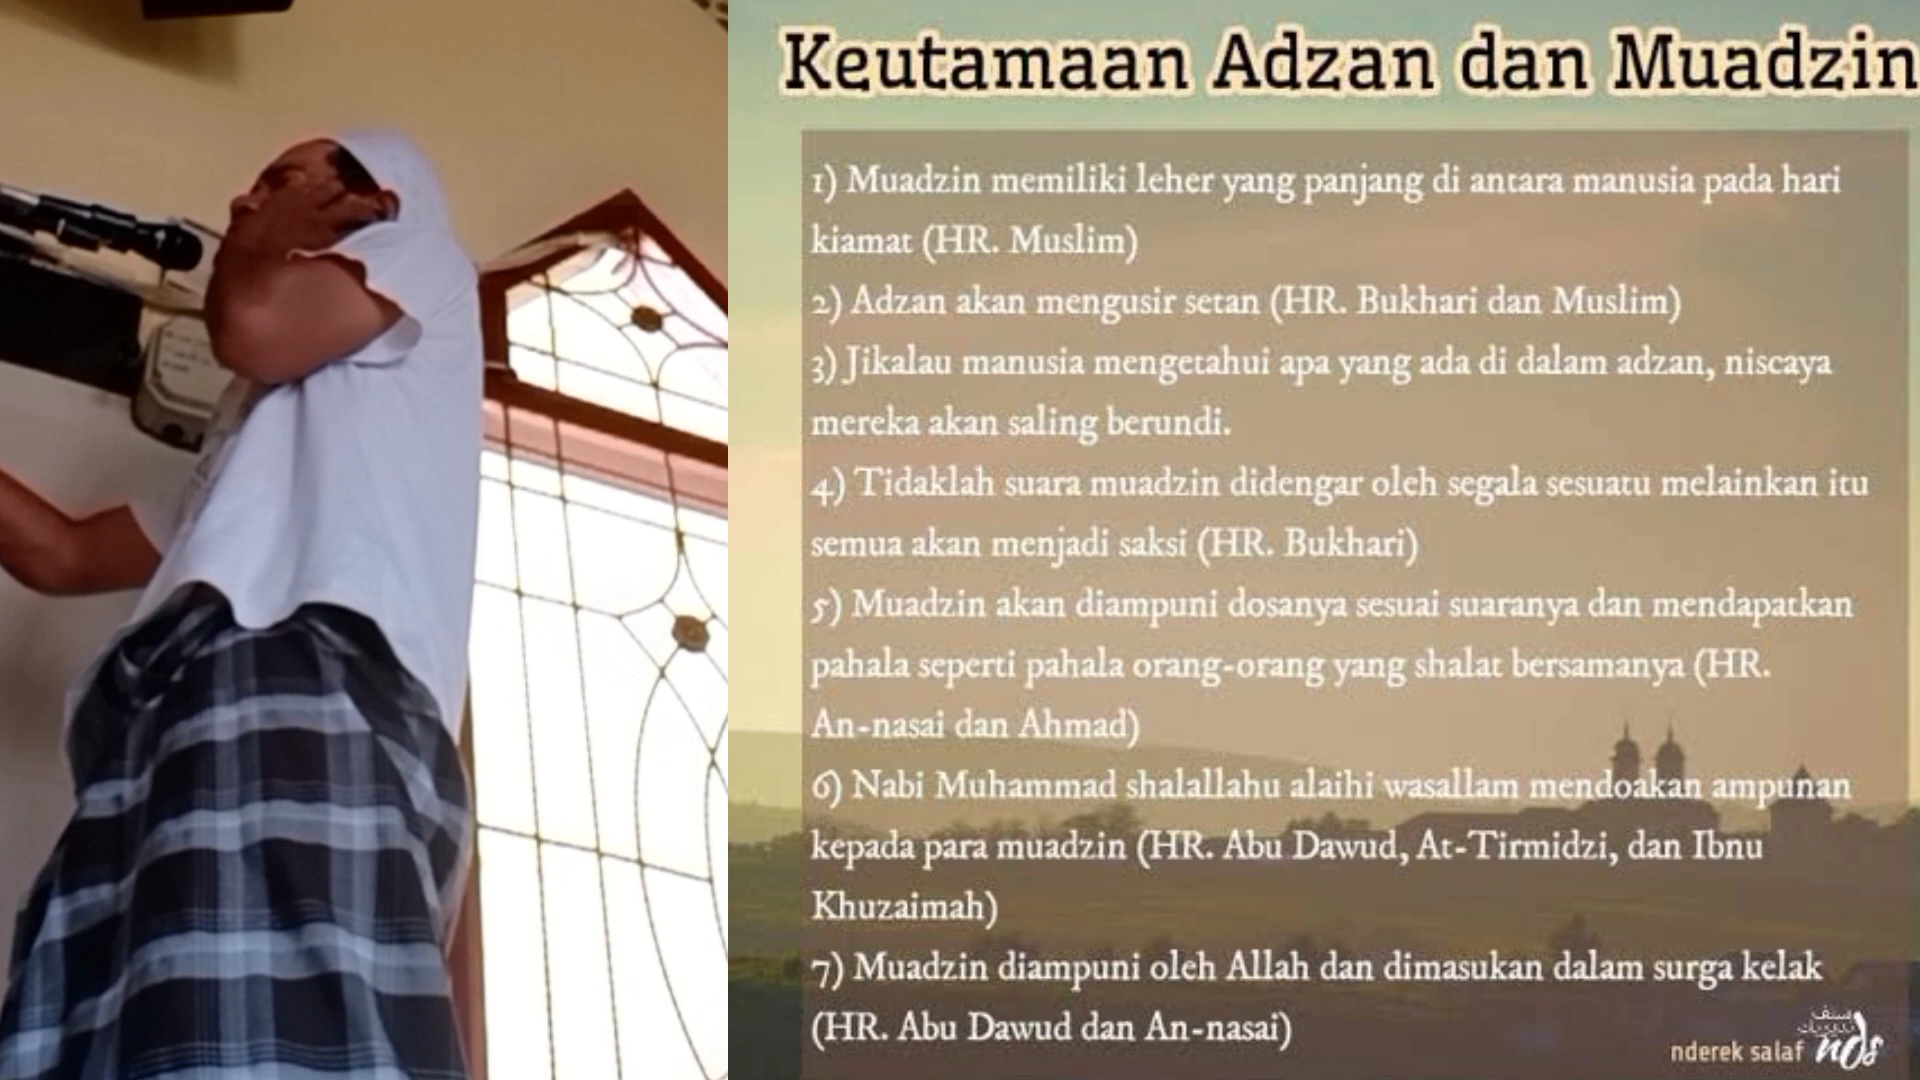 Keutamaan Adzan dan Muadzin
1) Muadzin memiliki leher yang panjang di antara manusia pada hari
kiamat (HR. Muslim)
2) Adzan akan mengusir setan (HR. Bukhari dan Muslim)
3) Jikalau manusia mengetahui apa yang ada di dalam adzan, niscaya
mereka akan saling berundi.
4) Tidaklah suara muadzin didengar oleh segala sesuatu melainkan itu
semua akan menjadi saksi (HR. Bukhari)
5) Muadzin akan diampuni dosanya sesuai suaranya dan mendapatkan
pahala seperti pahala orang-orang yang shalat bersamanya (HR.
An-nasai dan Ahmad)
6) Nabi Muhammad shalallahu alaihi wasallam mendoakan ampunan
kepada para muadzin (HR. Abu Dawud, At-Tirmidzi, dan Ibnu
Khuzaimah)
7) Muadzin diampuni oleh Allah dan dimasukan dalam surga kelak
(HR. Abu Dawud dan An-nasai)
nderek salaf nds